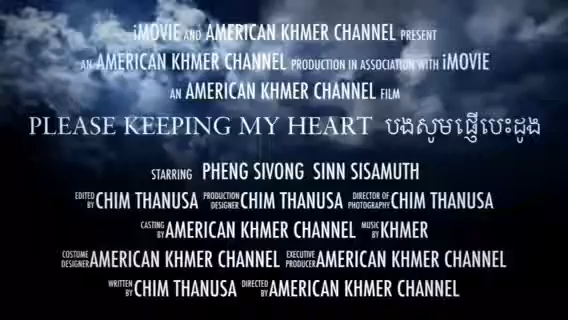 iMOVIE AND AMERICAN KHMER CHANNEL PRESENT
AN AMERICAN KHMER CHANNEL PRODUCTION IN ASSOCIATION WITH iMOVIE
AN AMERICAN KHMER CHANNEL FILM
PLEASE KEEPING MY HEART បងសូមផ្ញើបេះដូង
STARRING PHENG SIVONG SINN SISAMUTH
EDITED BY CHIM THANUSA PRODUCTION DESIGNER CHIM THANUSA DIRECTOR OF PHOTOGRAPHY CHIM THANUSA
CASTING BY AMERICAN KHMER CHANNEL MUSIC BY KHMER
COSTUME DESIGNER AMERICAN KHMER CHANNEL EXECUTIVE PRODUCER AMERICAN KHMER CHANNEL
WRITTEN BY CHIM THANUSA DIRECTED BY AMERICAN KHMER CHANNEL